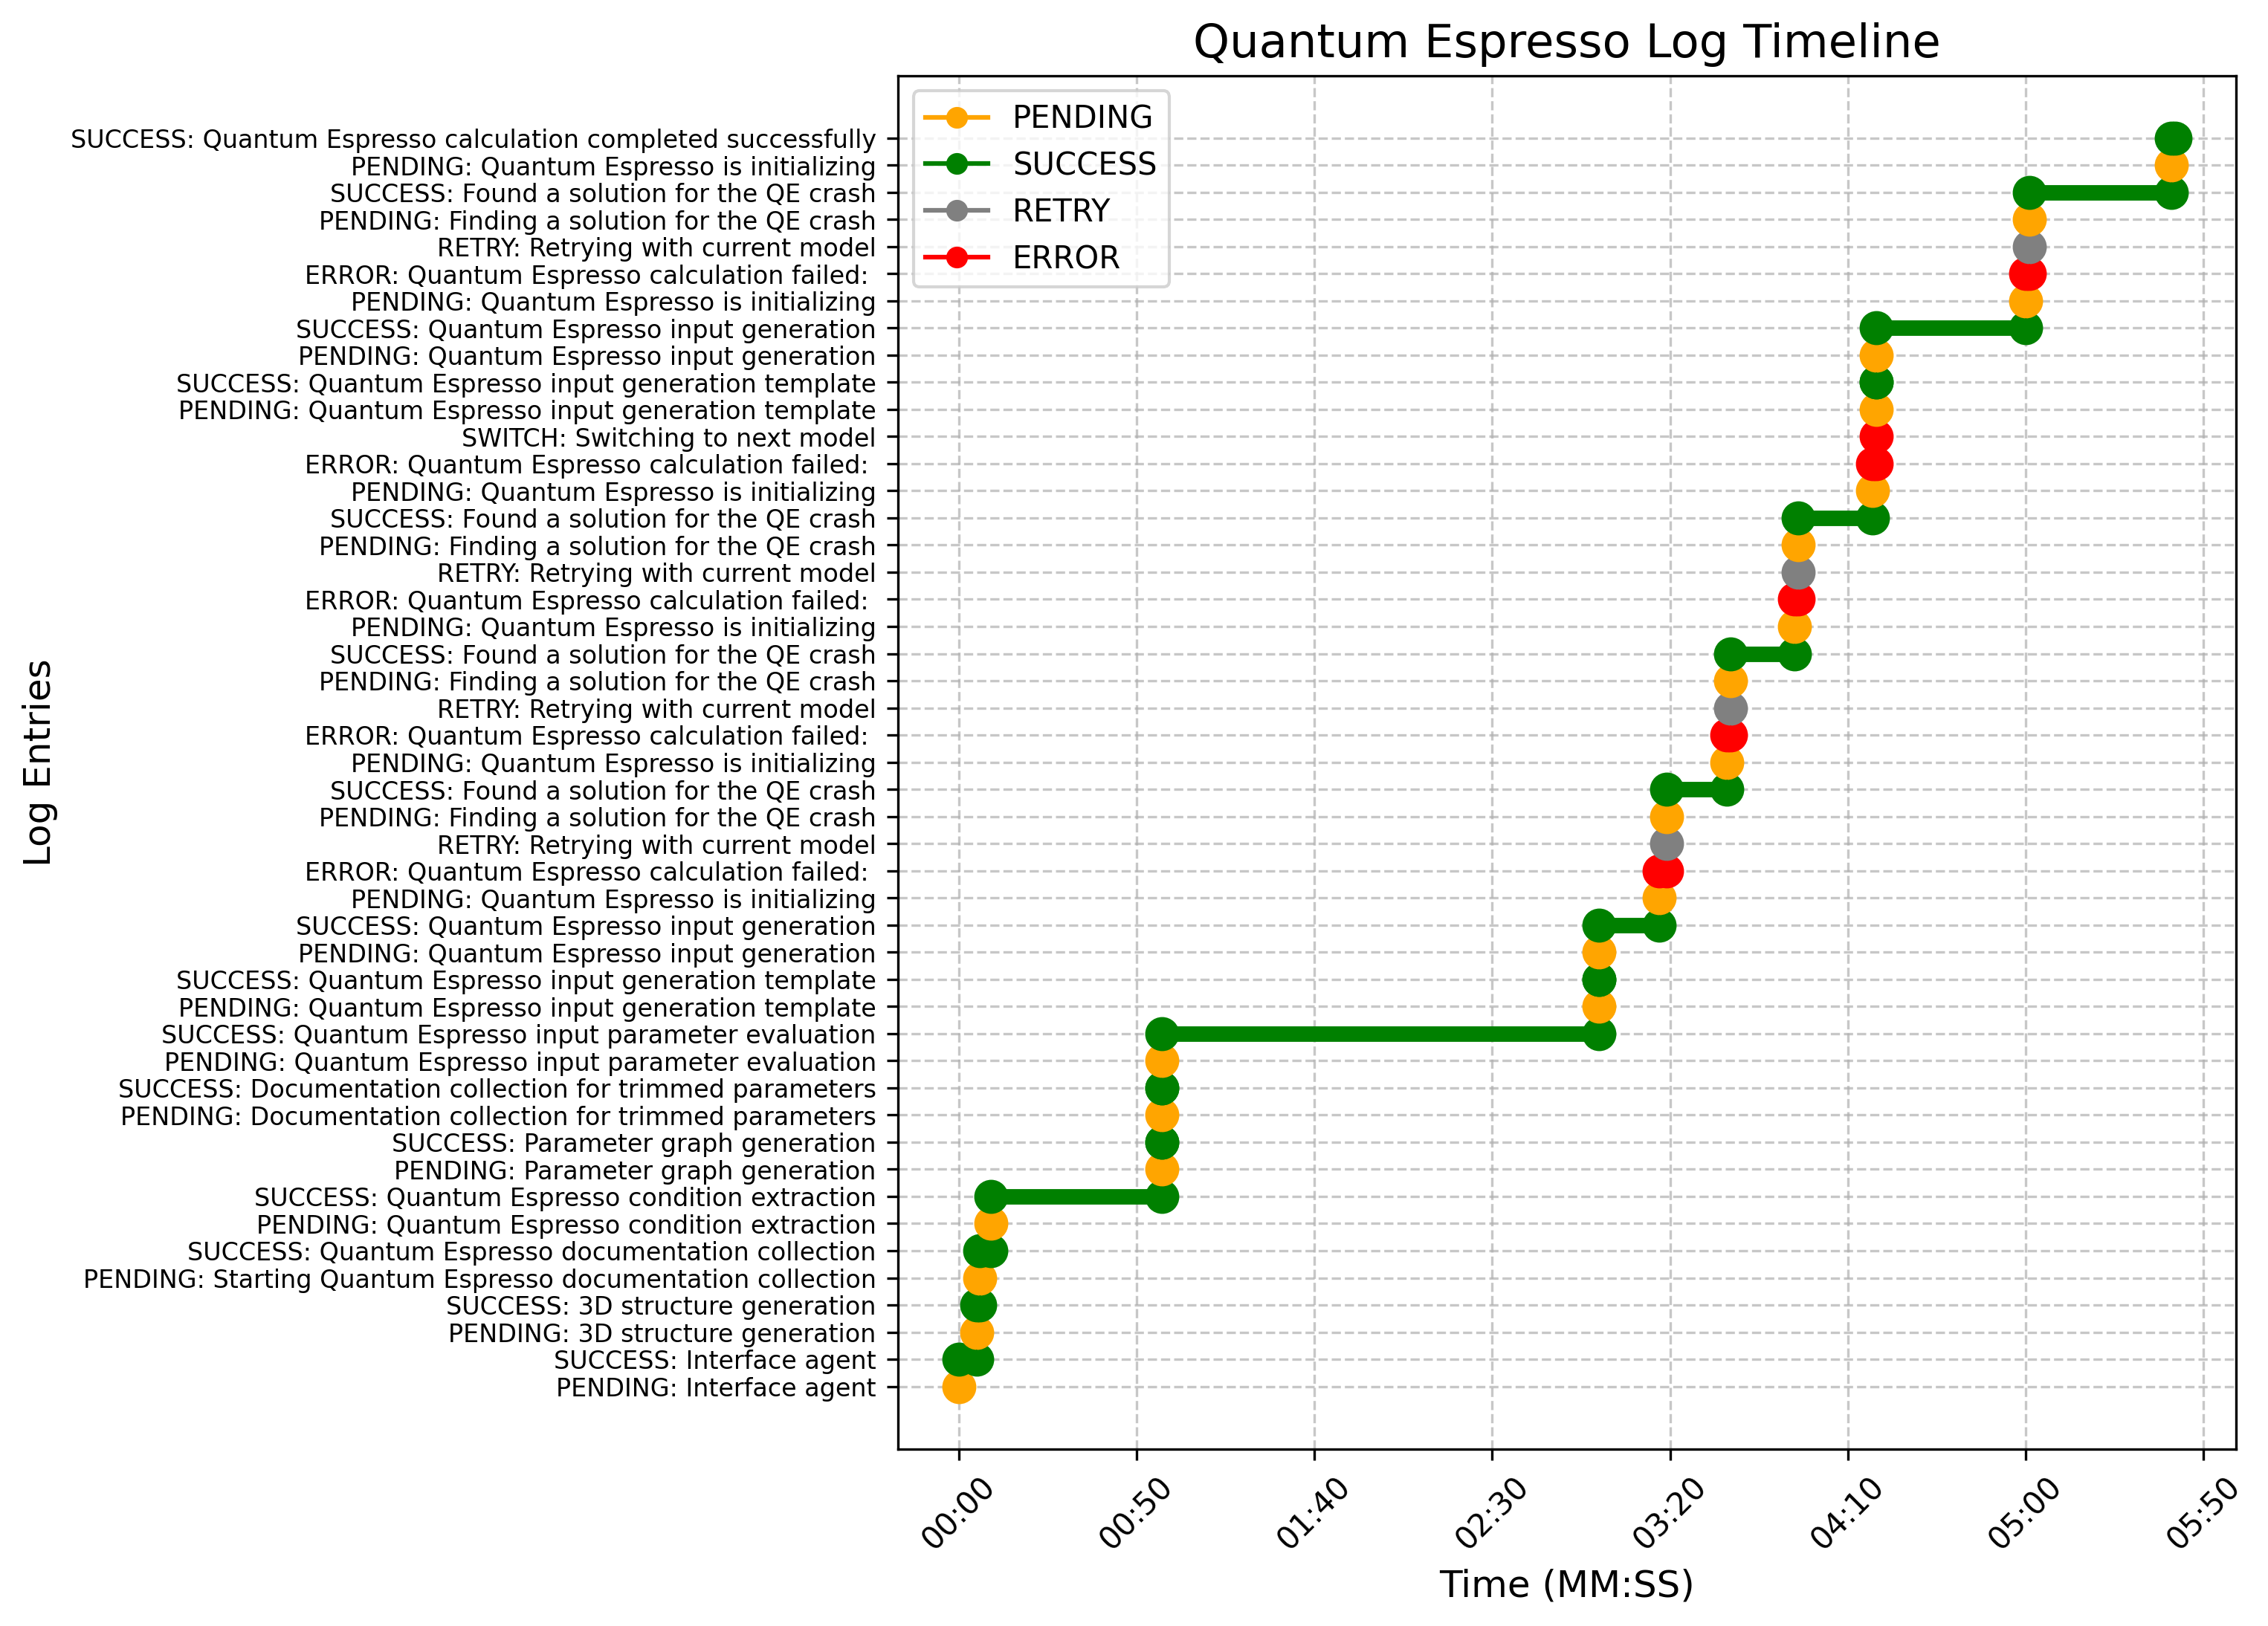 Quantum Espresso Log Timeline
PENDING
SUCCESS
RETRY
ERROR
Log Entries
SUCCESS: Quantum Espresso calculation completed successfully
PENDING: Quantum Espresso is initializing
SUCCESS: Found a solution for the QE crash
PENDING: Finding a solution for the QE crash
RETRY: Retrying with current model
ERROR: Quantum Espresso calculation failed:
PENDING: Quantum Espresso is initializing
SUCCESS: Quantum Espresso input generation
PENDING: Quantum Espresso input generation
SUCCESS: Quantum Espresso input generation template
PENDING: Quantum Espresso input generation template
SWITCH: Switching to next model
ERROR: Quantum Espresso calculation failed:
PENDING: Quantum Espresso is initializing
SUCCESS: Found a solution for the QE crash
PENDING: Finding a solution for the QE crash
RETRY: Retrying with current model
ERROR: Quantum Espresso calculation failed:
PENDING: Quantum Espresso is initializing
SUCCESS: Found a solution for the QE crash
PENDING: Finding a solution for the QE crash
RETRY: Retrying with current model
ERROR: Quantum Espresso calculation failed:
PENDING: Quantum Espresso is initializing
SUCCESS: Found a solution for the QE crash
PENDING: Finding a solution for the QE crash
RETRY: Retrying with current model
ERROR: Quantum Espresso calculation failed:
PENDING: Quantum Espresso is initializing
SUCCESS: Quantum Espresso input generation
PENDING: Quantum Espresso input generation
SUCCESS: Quantum Espresso input generation template
PENDING: Quantum Espresso input generation template
SUCCESS: Quantum Espresso input parameter evaluation
PENDING: Quantum Espresso input parameter evaluation
SUCCESS: Documentation collection for trimmed parameters
PENDING: Documentation collection for trimmed parameters
SUCCESS: Parameter graph generation
PENDING: Parameter graph generation
SUCCESS: Quantum Espresso condition extraction
PENDING: Quantum Espresso condition extraction
SUCCESS: Quantum Espresso documentation collection
PENDING: Starting Quantum Espresso documentation collection
SUCCESS: 3D structure generation
PENDING: 3D structure generation
SUCCESS: Interface agent
PENDING: Interface agent
00:00
00:50
01:40
02:30
03:20
04:10
05:00
05:50
Time (MM:SS)